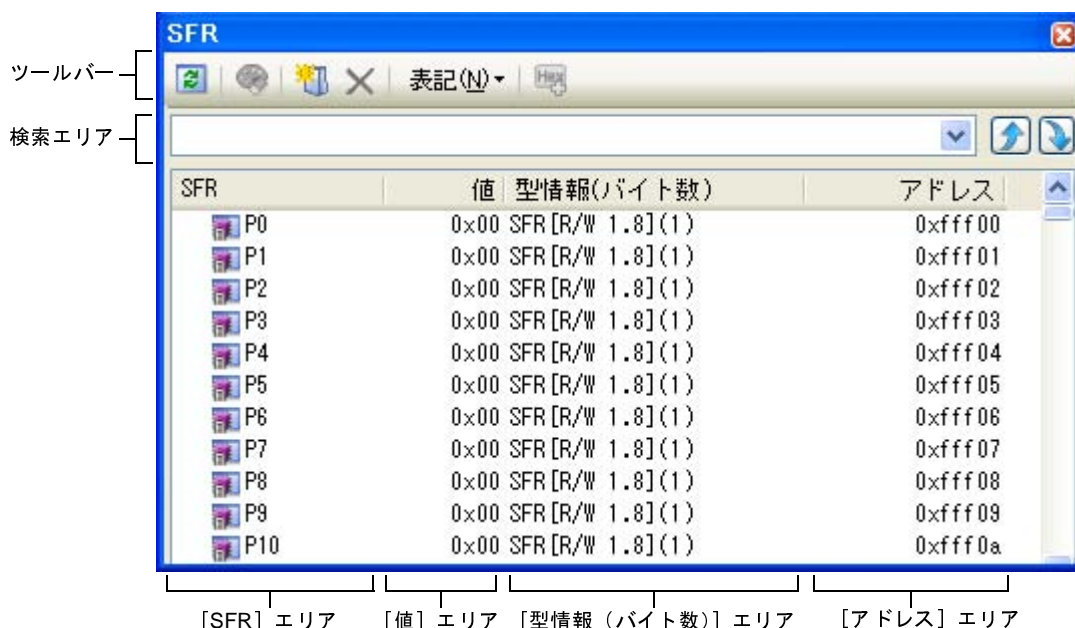 SFR
ツールバー
表記(N)
Hex
検索エリア
SFR 値 型情報(バイト数) アドレス
P0 0x00 SFR[R/W 1.8](1) 0xfff00
P1 0x00 SFR[R/W 1.8](1) 0xfff01
P2 0x00 SFR[R/W 1.8](1) 0xfff02
P3 0x00 SFR[R/W 1.8](1) 0xfff03
P4 0x00 SFR[R/W 1.8](1) 0xfff04
P5 0x00 SFR[R/W 1.8](1) 0xfff05
P6 0x00 SFR[R/W 1.8](1) 0xfff06
P7 0x00 SFR[R/W 1.8](1) 0xfff07
P8 0x00 SFR[R/W 1.8](1) 0xfff08
P9 0x00 SFR[R/W 1.8](1) 0xfff09
P10 0x00 SFR[R/W 1.8](1) 0xfff0a
[SFR] エリア [値] エリア [型情報(バイト数)] エリア [アドレス] エリア